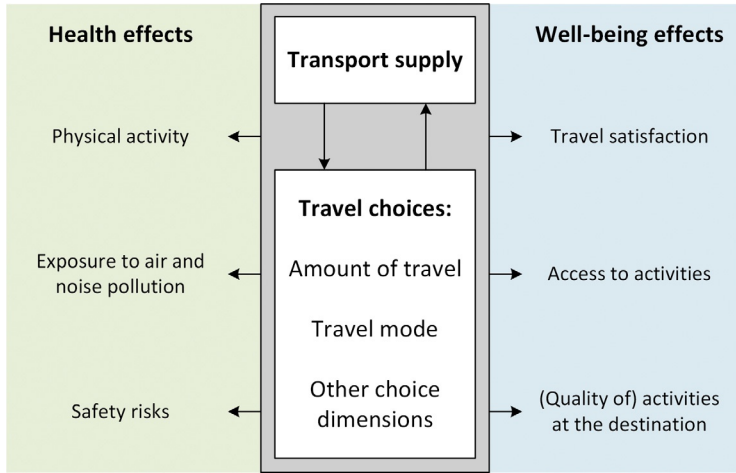 Health effects
Physical activity
Exposure to air and
noise pollution
Safety risks
Transport supply
Travel choices:
Amount of travel
Travel mode
Other choice
dimensions
Well-being effects
Travel satisfaction
Access to activities
(Quality of) activities
at the destination